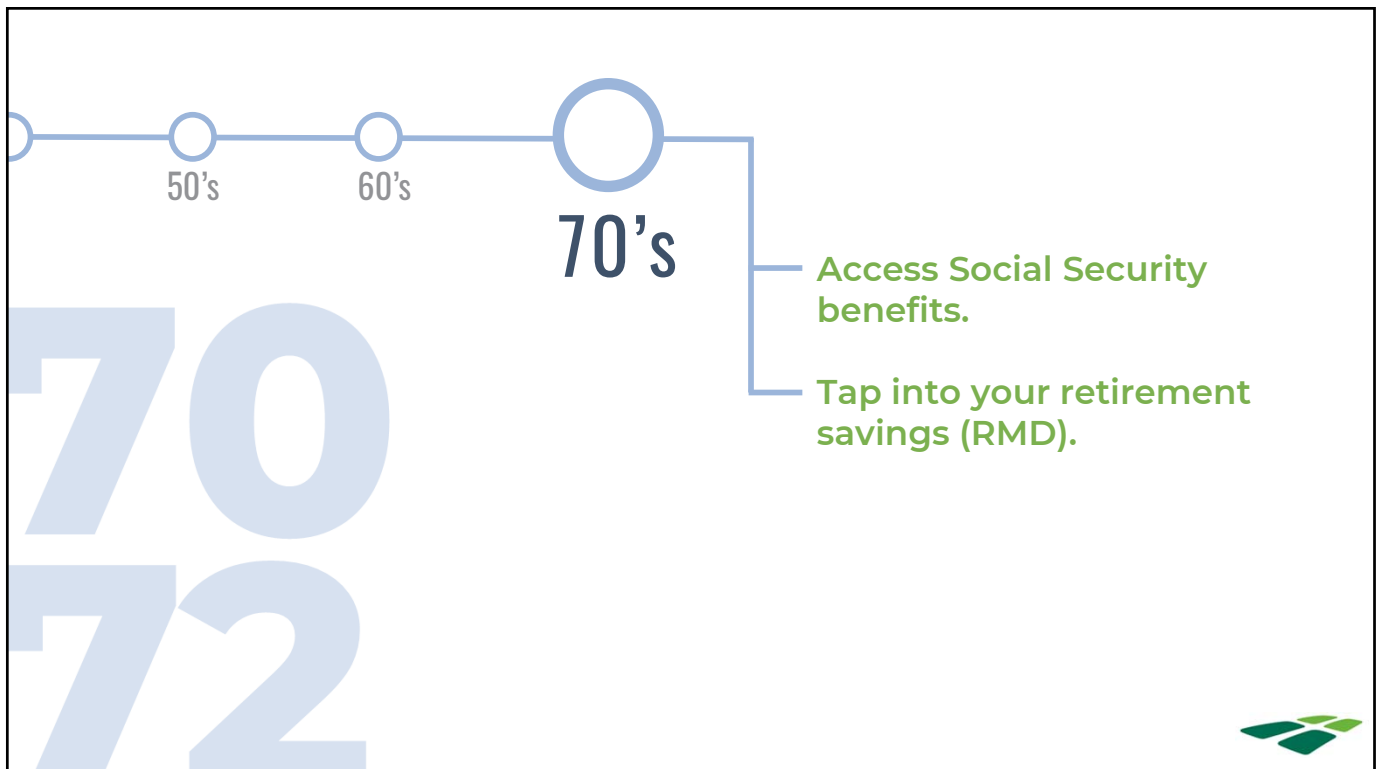 50's
60's
70's
Access Social Security
benefits.
Tap into your retirement
savings (RMD).
70
72